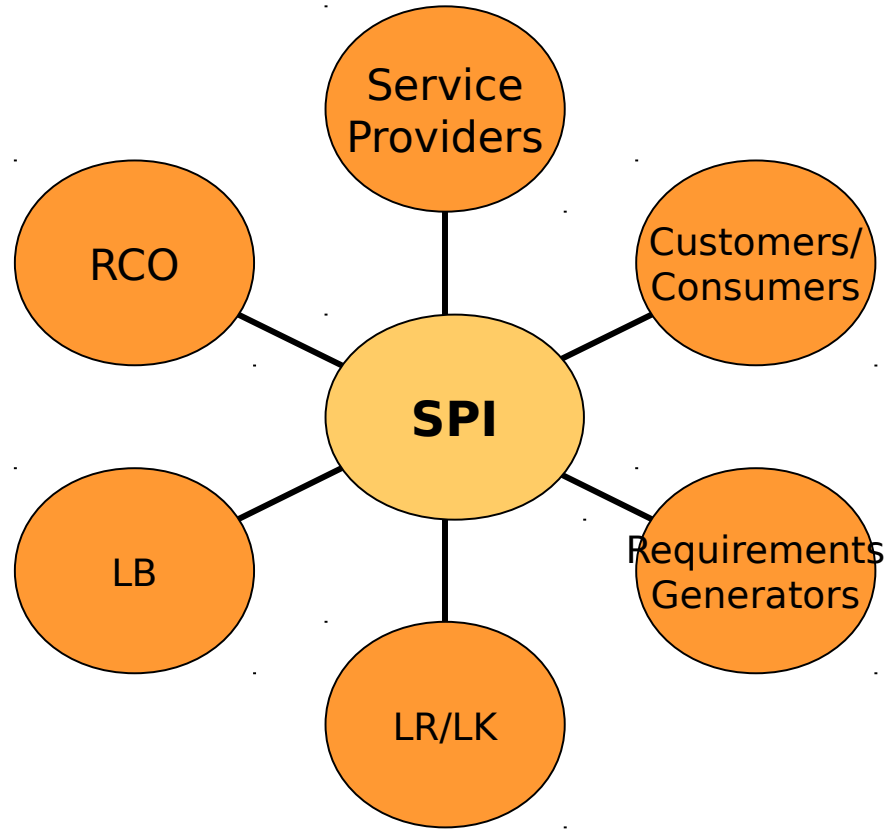 Service
Providers
RCO
Customers/
Consumers
SPI
LB
Requirements
Generators
LR/LK